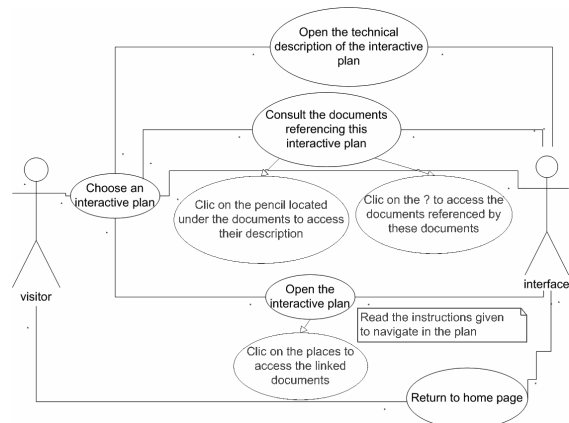 Open the technical
description of the interactive
plan
Consult the documents
referencing this
interactive plan
Choose an
interactive plan
Clic on the pencil located
under the documents to access
their description
Clic on the ? to access the
documents referenced by
these documents
visitor
interface
Open the
interactive plan
Read the instructions given
to navigate in the plan
Clic on the places to
access the linked
documents
Return to home page